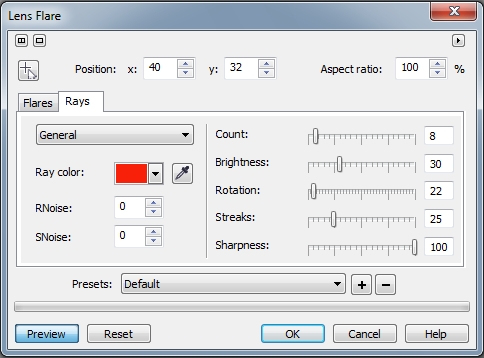 Lens Flare
Position: x: 40 y: 32 Aspect ratio: 100 %
Flares Rays
General
Ray color:
RNoise: 0
SNoise: 0
Count: 8
Brightness: 30
Rotation: 22
Streaks: 25
Sharpness: 100
Presets: Default
Preview Reset OK Cancel Help